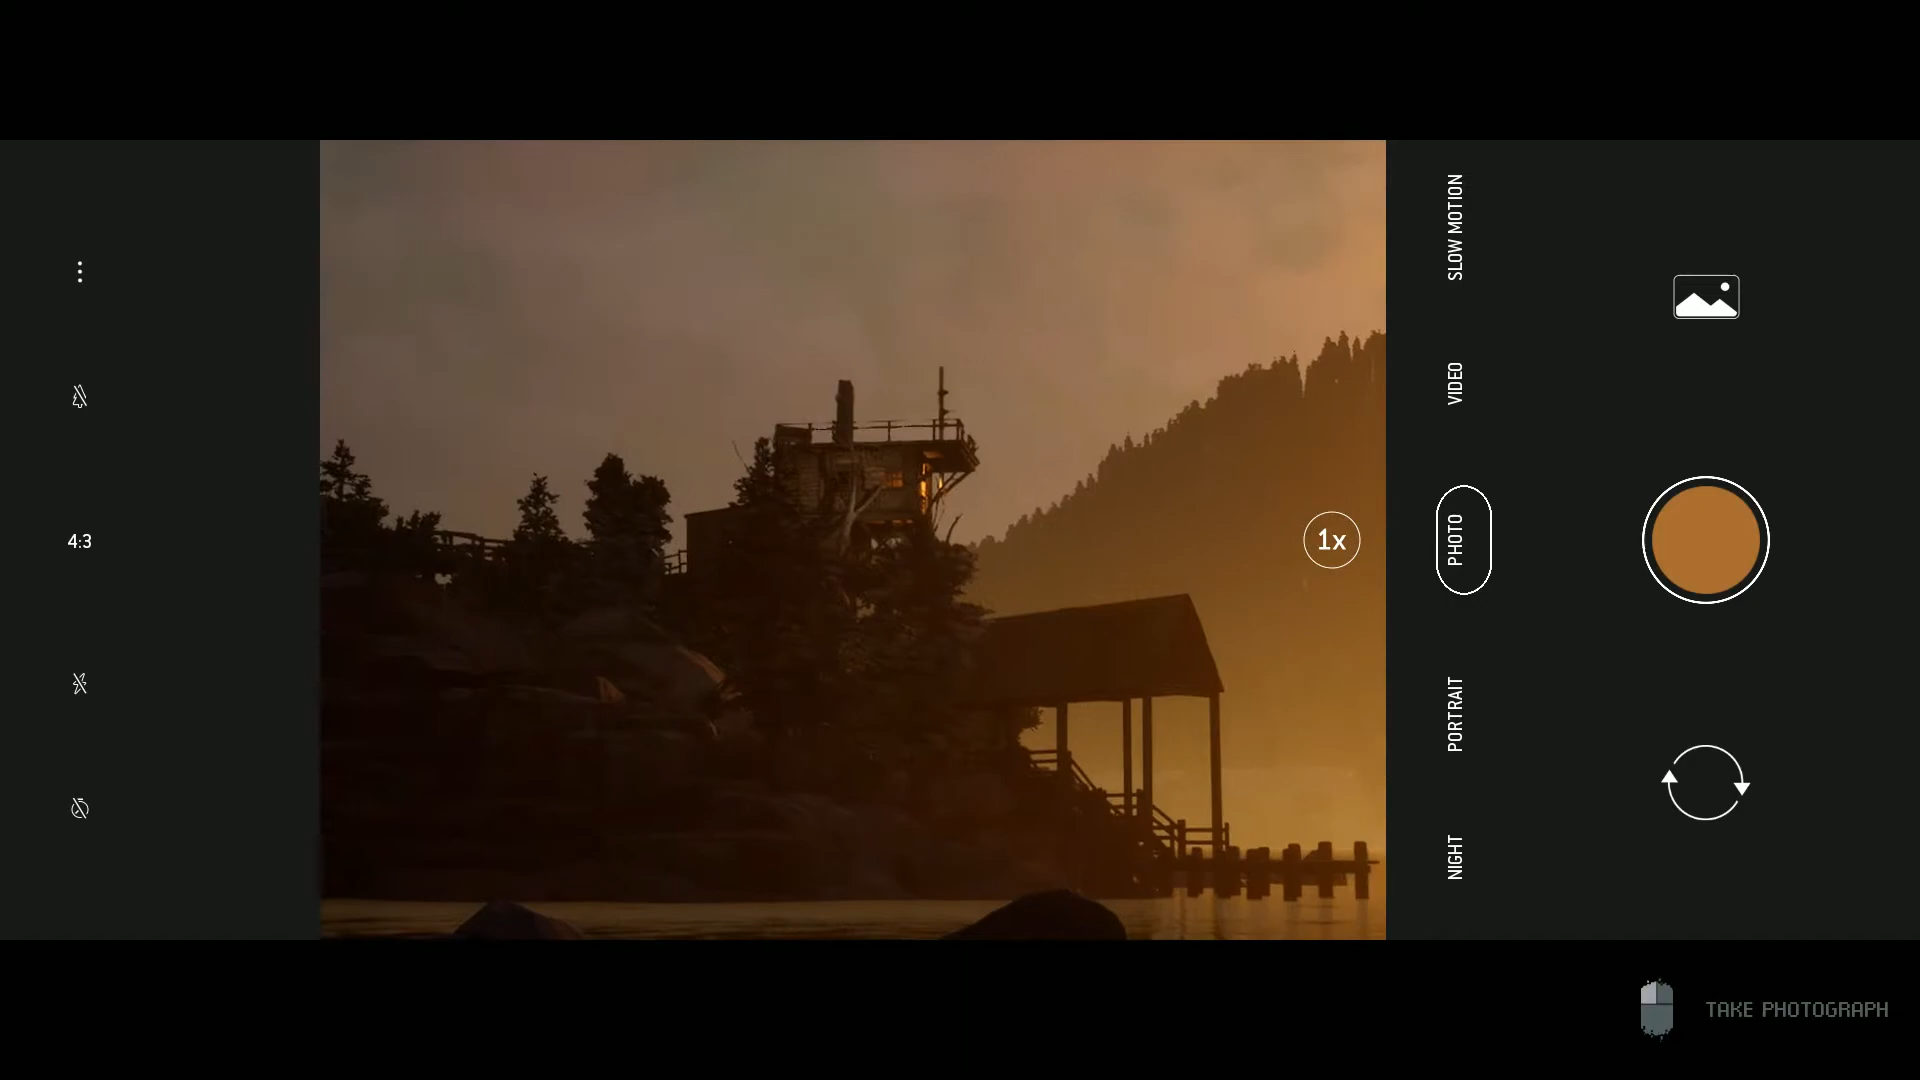 SLOW MOTION
VIDEO
4:3
1x
PHOTO
PORTRAIT
NIGHT
TAKE PHOTOGRAPH